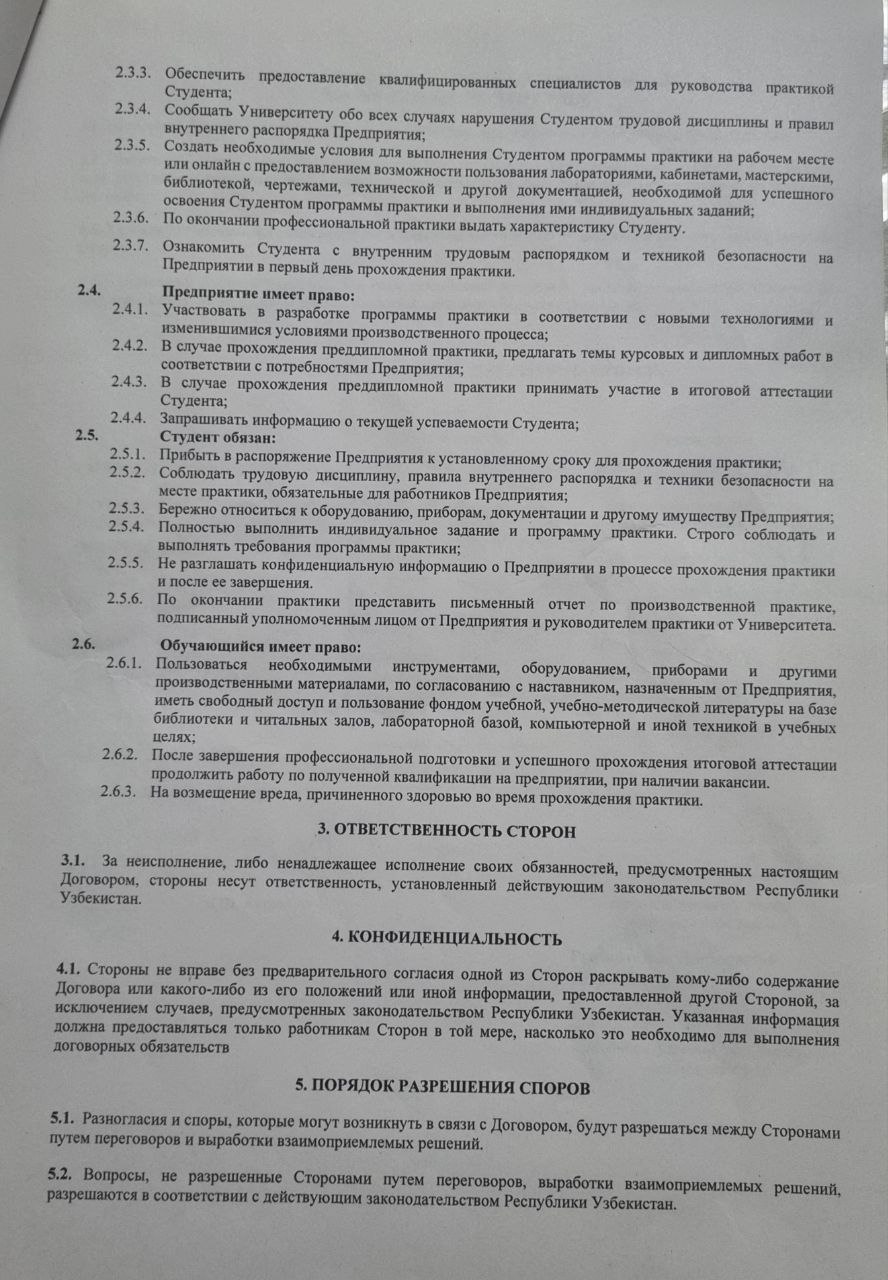 2.3.3. Обеспечить предоставление квалифицированных специалистов для руководства практикой
Студента;
2.3.4. Сообщать Университету обо всех случаях нарушения Студентом трудовой дисциплины и правил
внутреннего распорядка Предприятия;
2.3.5. Создать необходимые условия для выполнения Студентом программы практики на рабочем месте
или онлайн с предоставлением возможности пользования лабораториями, кабинетами, мастерскими,
библиотекой, чертежами, технической и другой документацией, необходимой для успешного
освоения Студентом программы практики и выполнения ими индивидуальных заданий;
2.3.6. По окончании профессиональной практики выдать характеристику Студенту.
2.3.7. Ознакомить Студента с внутренним трудовым распорядком и техникой безопасности на
Предприятии в первый день прохождения практики.
2.4. Предприятие имеет право:
2.4.1. Участвовать в разработке программы практики в соответствии с новыми технологиями и
изменившимися условиями производственного процесса;
2.4.2. В случае прохождения преддипломной практики, предлагать темы курсовых и дипломных работ в
соответствии с потребностями Предприятия;
2.4.3. В случае прохождения преддипломной практики принимать участие в итоговой аттестации
Студента;
2.4.4. Запрашивать информацию о текущей успеваемости Студента;
2.5. Студент обязан:
2.5.1. Прибыть в распоряжение Предприятия к установленному сроку для прохождения практики;
2.5.2. Соблюдать трудовую дисциплину, правила внутреннего распорядка и техники безопасности на
месте практики, обязательные для работников Предприятия;
2.5.3. Бережно относиться к оборудованию, приборам, документации и другому имуществу Предприятия;
2.5.4. Полностью выполнить индивидуальное задание и программу практики. Строго соблюдать и
выполнять требования программы практики;
2.5.5. Не разглашать конфиденциальную информацию о Предприятии в процессе прохождения практики
и после ее завершения.
2.5.6. По окончании практики представить письменный отчет по производственной практике,
подписанный уполномоченным лицом от Предприятия и руководителем практики от Университета.
2.6. Обучающийся имеет право:
2.6.1. Пользоваться необходимыми инструментами, оборудованием, приборами и другими
производственными материалами, по согласованию с наставником, назначенным от Предприятия,
иметь свободный доступ и пользование фондом учебной, учебно-методической литературы на базе
библиотеки и читальных залов, лабораторной базой, компьютерной и иной техникой в учебных
целях;
2.6.2. После завершения профессиональной подготовки и успешного прохождения итоговой аттестации
продолжить работу по полученной квалификации на предприятии, при наличии вакансии.
2.6.3. На возмещение вреда, причиненного здоровью во время прохождения практики.
3. ОТВЕТСТВЕННОСТЬ СТОРОН
3.1. За неисполнение, либо ненадлежащее исполнение своих обязанностей, предусмотренных настоящим
Договором, стороны несут ответственность, установленный действующим законодательством Республики
Узбекистан.
4. КОНФИДЕНЦИАЛЬНОСТЬ
4.1. Стороны не вправе без предварительного согласия одной из Сторон раскрывать кому-либо содержание
Договора или какого-либо из его положений или иной информации, предоставленной другой Стороной, за
исключением случаев, предусмотренных законодательством Республики Узбекистан. Указанная информация
должна предоставляться только работникам Сторон в той мере, насколько это необходимо для выполнения
договорных обязательств
5. ПОРЯДОК РАЗРЕШЕНИЯ СПОРОВ
5.1. Разногласия и споры, которые могут возникнуть в связи с Договором, будут разрешаться между Сторонами
путем переговоров и выработки взаимоприемлемых решений.
5.2. Вопросы, не разрешенные Сторонами путем переговоров, выработки взаимоприемлемых решений,
разрешаются в соответствии с действующим законодательством Республики Узбекистан.